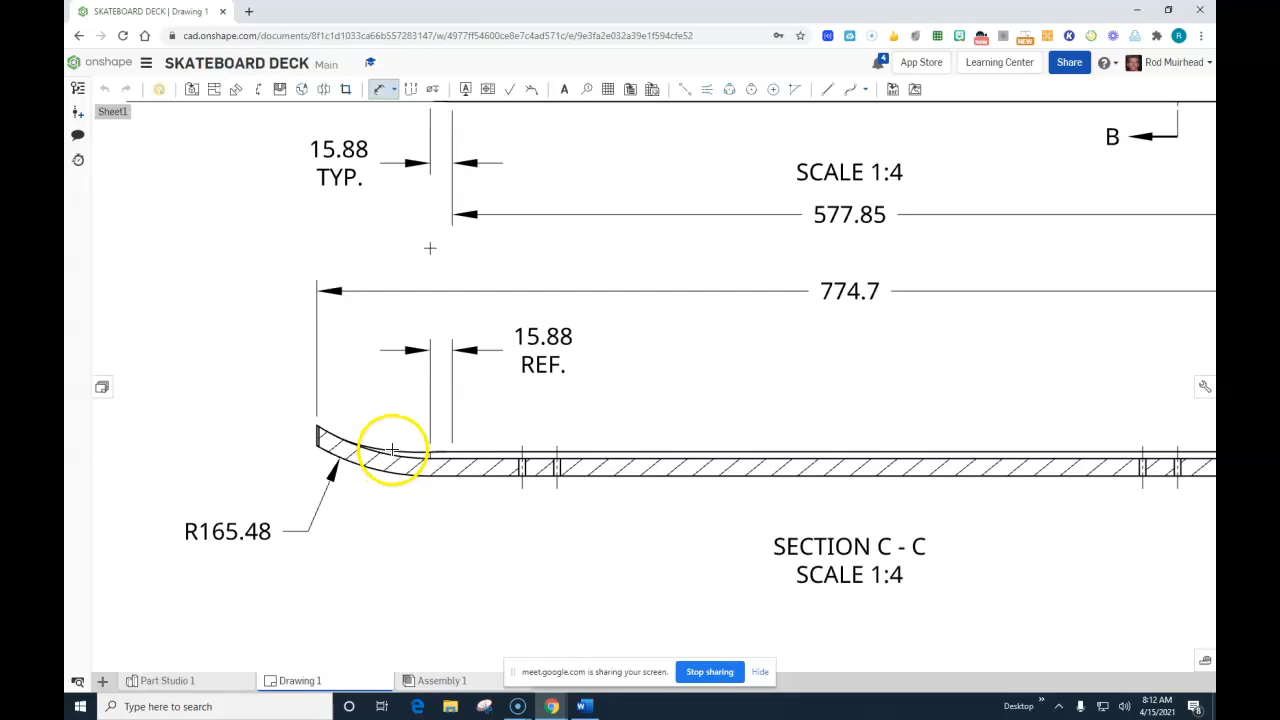 SKATEBOARD DECK | Drawing 1
cad.onshape.com/documents/8f1c1d1033ca66b557283147/w/4977ff54600ce8e7c4ad571c/e/9e3fa2e032a39e1f594cfe52
onshape
SKATEBOARD DECK Main
4
App Store
Learning Center
Share
Rod Muirhead
Sheet1
15.88
TYP.
B
SCALE 1:4
577.85
774.7
15.88
REF.
R165.48
SECTION C - C
SCALE 1:4
meet.google.com is sharing your screen.
Stop sharing
Hide
Part Studio 1
Drawing 1
Assembly 1
Type here to search
Desktop
8:12 AM
4/15/2021